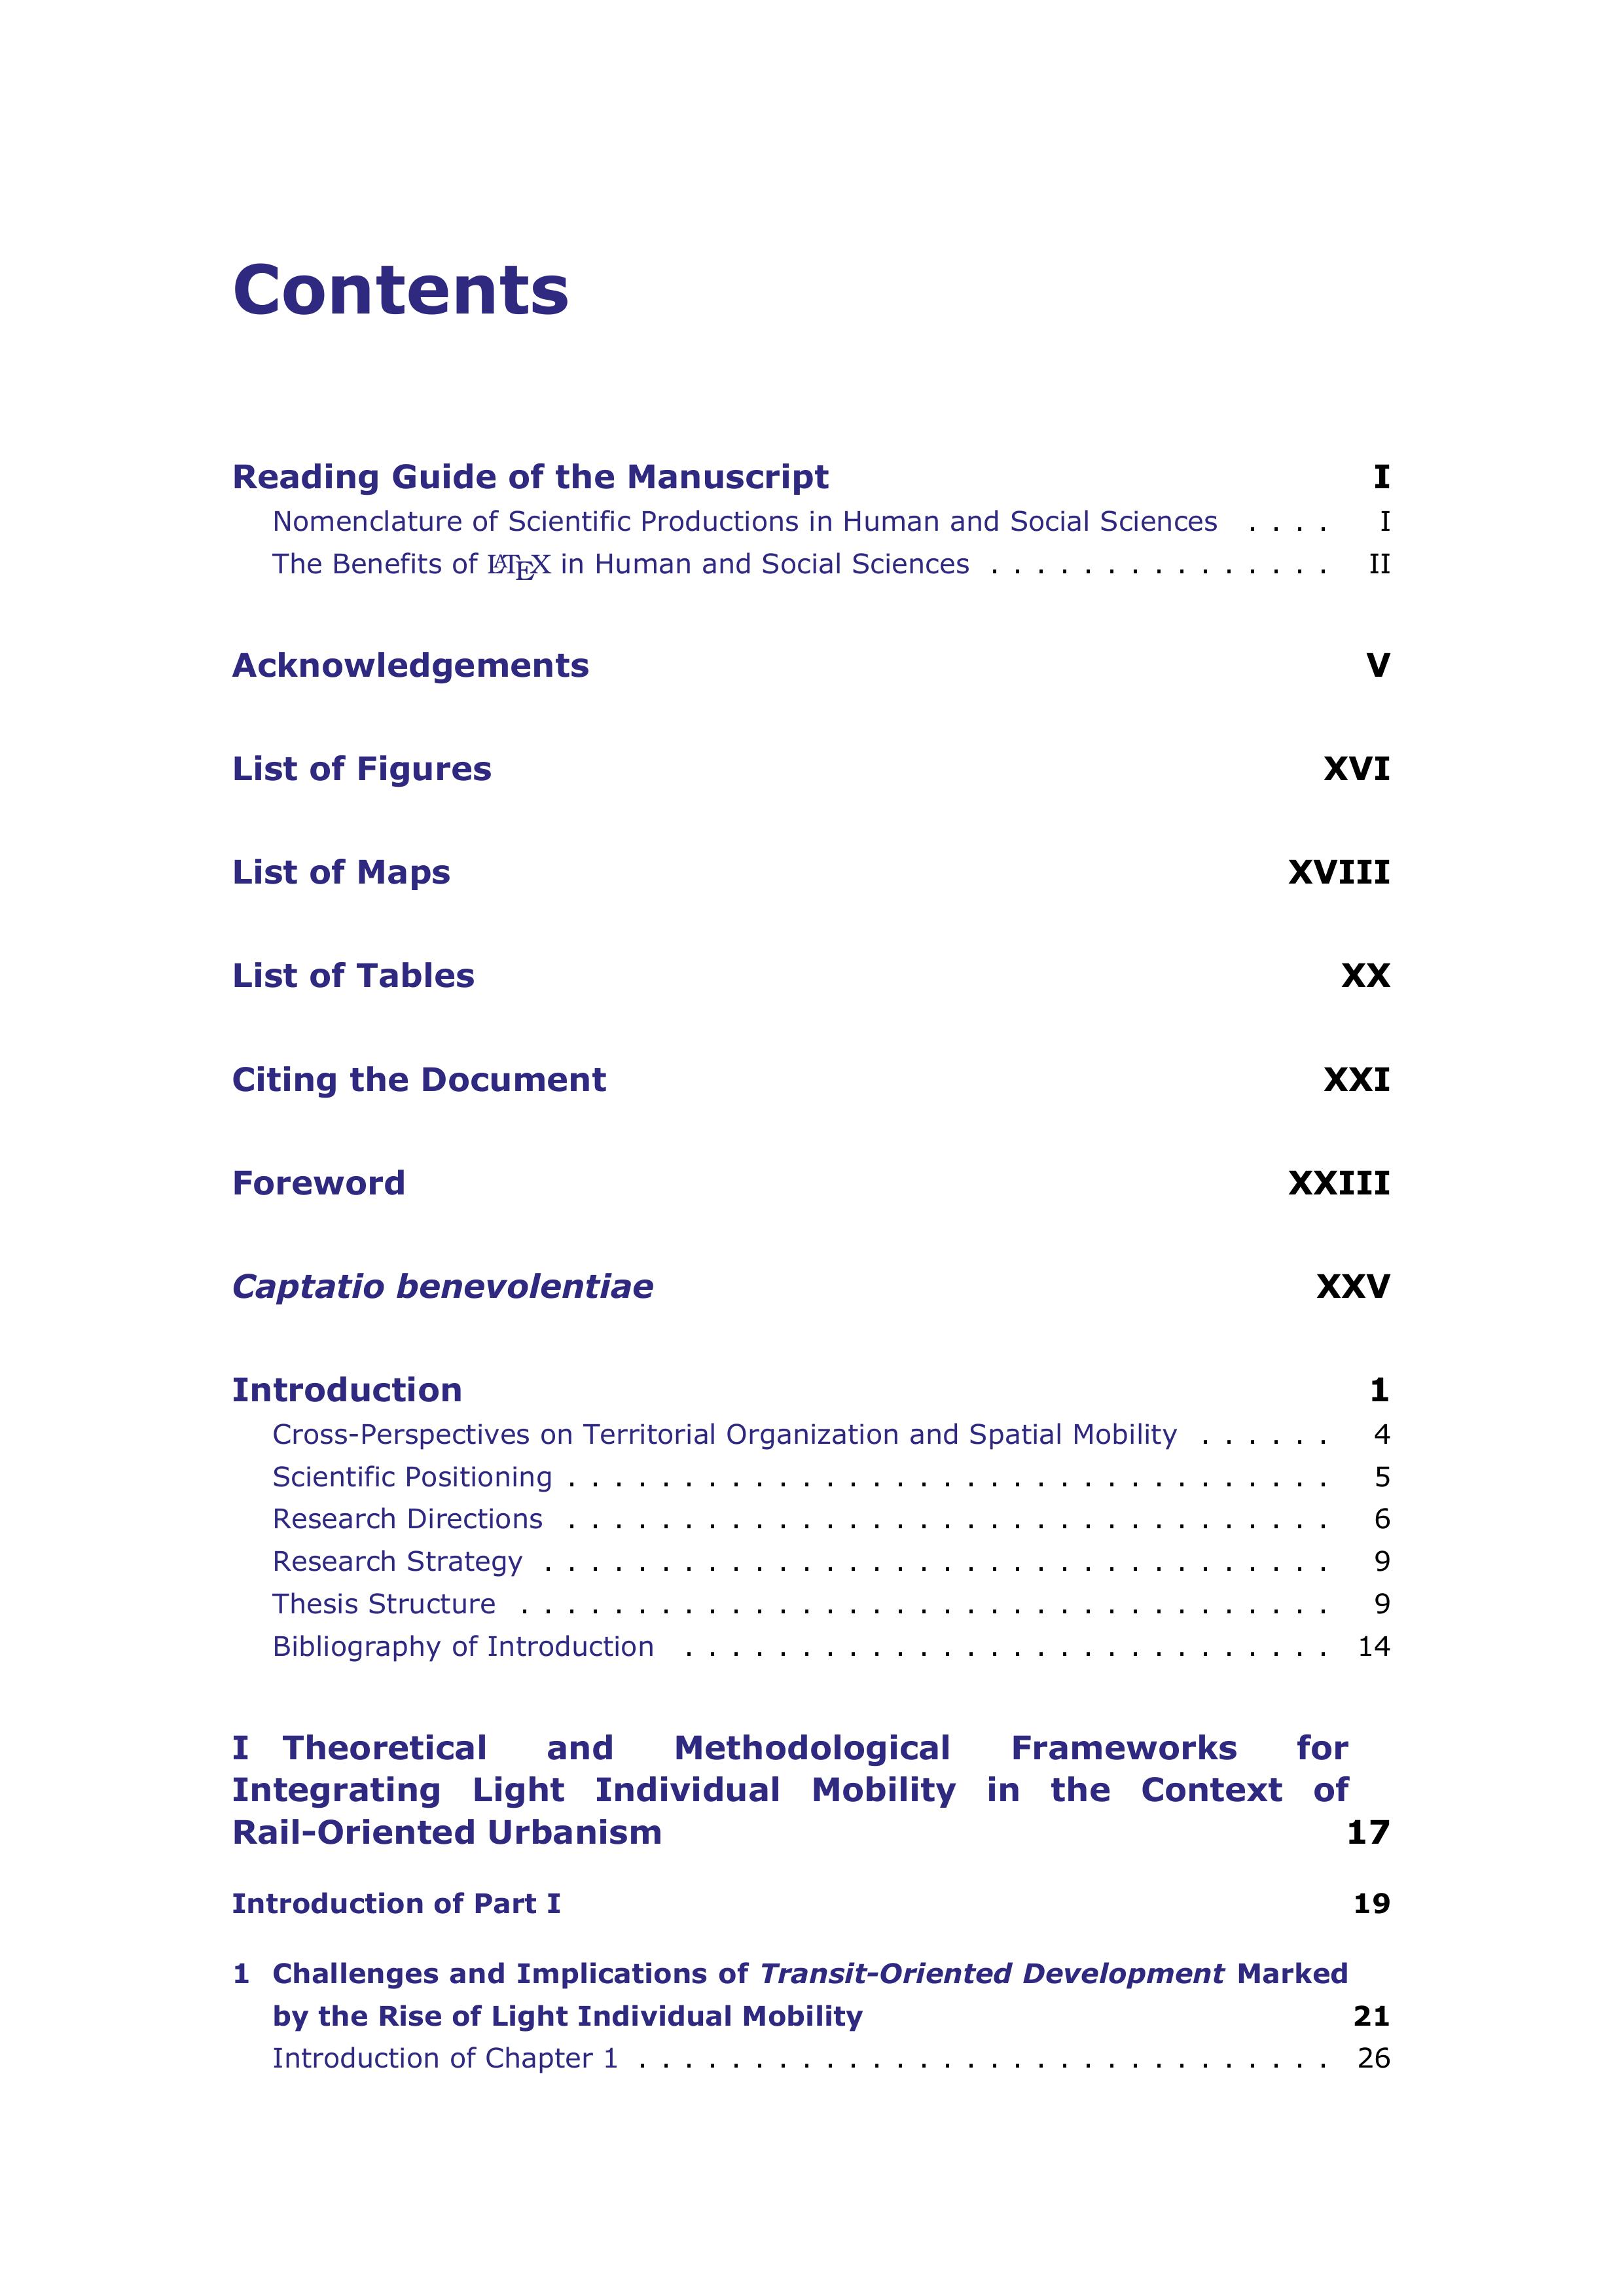 Contents
Reading Guide of the Manuscript I
Nomenclature of Scientific Productions in Human and Social Sciences . . . . I
The Benefits of LATEX in Human and Social Sciences . . . . . . . . . . . . . . . II
Acknowledgements V
List of Figures XVI
List of Maps XVIII
List of Tables XX
Citing the Document XXI
Foreword XXIII
Captatio benevolentiae XXV
Introduction 1
Cross-Perspectives on Territorial Organization and Spatial Mobility . . . . . . 4
Scientific Positioning . . . . . . . . . . . . . . . . . . . . . . . . . . . . . . . . . 5
Research Directions . . . . . . . . . . . . . . . . . . . . . . . . . . . . . . . . . 6
Research Strategy . . . . . . . . . . . . . . . . . . . . . . . . . . . . . . . . . . 9
Thesis Structure . . . . . . . . . . . . . . . . . . . . . . . . . . . . . . . . . . . 9
Bibliography of Introduction . . . . . . . . . . . . . . . . . . . . . . . . . . . . 14
I Theoretical and Methodological Frameworks for
Integrating Light Individual Mobility in the Context of
Rail-Oriented Urbanism 17
Introduction of Part I 19
1 Challenges and Implications of Transit-Oriented Development Marked
by the Rise of Light Individual Mobility 21
Introduction of Chapter 1 . . . . . . . . . . . . . . . . . . . . . . . . . . . . . . 26